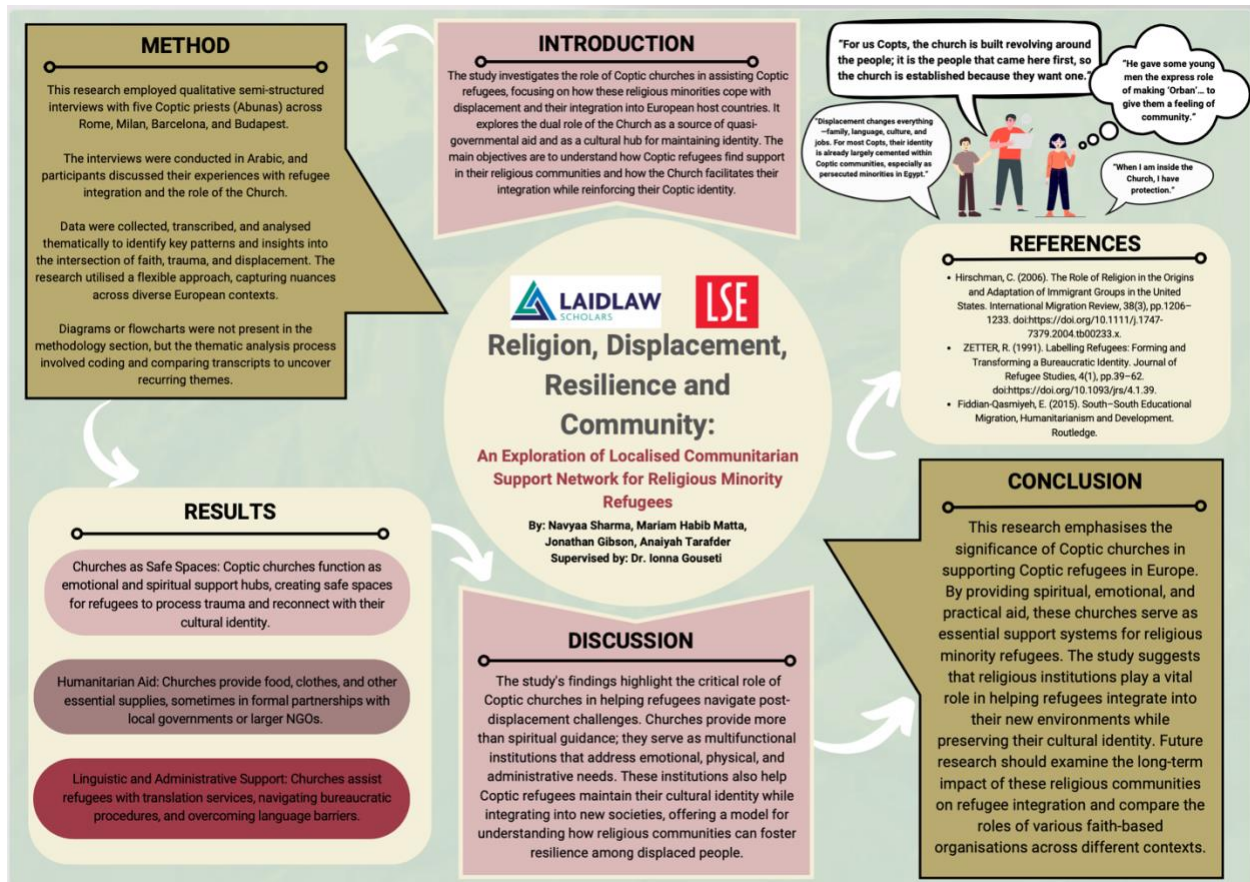 INTRODUCTION
The study investigates the role of Coptic churches in assisting Coptic
refugees, focusing on how these religious minorities cope with
displacement and their integration into European host countries. It
explores the dual role of the Church as a source of quasi-
governmental aid and as a cultural hub for maintaining identity. The
main objectives are to understand how Coptic refugees find support
in their religious communities and how the Church facilitates their
integration while reinforcing their Coptic identity.
METHOD
This research employed qualitative semi-structured
interviews with five Coptic priests (Abunas) across
Rome, Milan, Barcelona, and Budapest.
The interviews were conducted in Arabic, and
participants discussed their experiences with refugee
integration and the role of the Church.
Data were collected, transcribed, and analysed
thematically to identify key patterns and insights into
the intersection of faith, trauma, and displacement. The
research utilised a flexible approach, capturing nuances
across diverse European contexts.
Diagrams or flowcharts were not present in the
methodology section, but the thematic analysis process
involved coding and comparing transcripts to uncover
recurring themes.
RESULTS
Churches as Safe Spaces: Coptic churches function as
emotional and spiritual support hubs, creating safe spaces
for refugees to process trauma and reconnect with their
cultural identity.
Humanitarian Aid: Churches provide food, clothes, and other
essential supplies, sometimes in formal partnerships with
local governments or larger NGOs.
Linguistic and Administrative Support: Churches assist
refugees with translation services, navigating bureaucratic
procedures, and overcoming language barriers.
LAIDLAW
SCHOLARS
LSE
Religion, Displacement,
Resilience and
Community:
An Exploration of Localised Communitarian
Support Network for Religious Minority
Refugees
By: Navyaa Sharma, Mariam Habib Matta,
Jonathan Gibson, Anaiyah Tarafder
Supervised by: Dr. Ionna Gouseti
DISCUSSION
The study's findings highlight the critical role of
Coptic churches in helping refugees navigate post-
displacement challenges. Churches provide more
than spiritual guidance; they serve as multifunctional
institutions that address emotional, physical, and
administrative needs. These institutions also help
Coptic refugees maintain their cultural identity while
integrating into new societies, offering a model for
understanding how religious communities can foster
resilience among displaced people.
CONCLUSION
This research emphasises the
significance of Coptic churches in
supporting Coptic refugees in Europe.
By providing spiritual, emotional, and
practical aid, these churches serve as
essential support systems for religious
minority refugees. The study suggests
that religious institutions play a vital
role in helping refugees integrate into
their new environments while
preserving their cultural identity. Future
research should examine the long-term
impact of these religious communities
on refugee integration and compare the
roles of various faith-based
organisations across different contexts.
REFERENCES
• Hirschman, C. (2006). The Role of Religion in the Origins
and Adaptation of Immigrant Groups in the United
States. International Migration Review, 38(3), pp.1206–
1233. doi:https://doi.org/10.1111/j.1747-
7379.2004.tb00233.x.
• ZETTER, R. (1991). Labelling Refugees: Forming and
Transforming a Bureaucratic Identity. Journal of
Refugee Studies, 4(1), pp.39–62.
doi:https://doi.org/10.1093/jrs/4.1.39.
• Fiddian-Qasmiyeh, E. (2015). South–South Educational
Migration, Humanitarianism and Development.
Routledge.
"For us Copts, the church is built revolving around
the people; it is the people that came here first, so
the church is established because they want one."
"He gave some young
men the express role
of making 'Orban'... to
give them a feeling of
community."
"Displacement changes everything
—family, language, culture, and
jobs. For most Copts, their identity
is already largely cemented within
Coptic communities, especially as
persecuted minorities in Egypt."
"When I am inside the
Church, I have
protection."